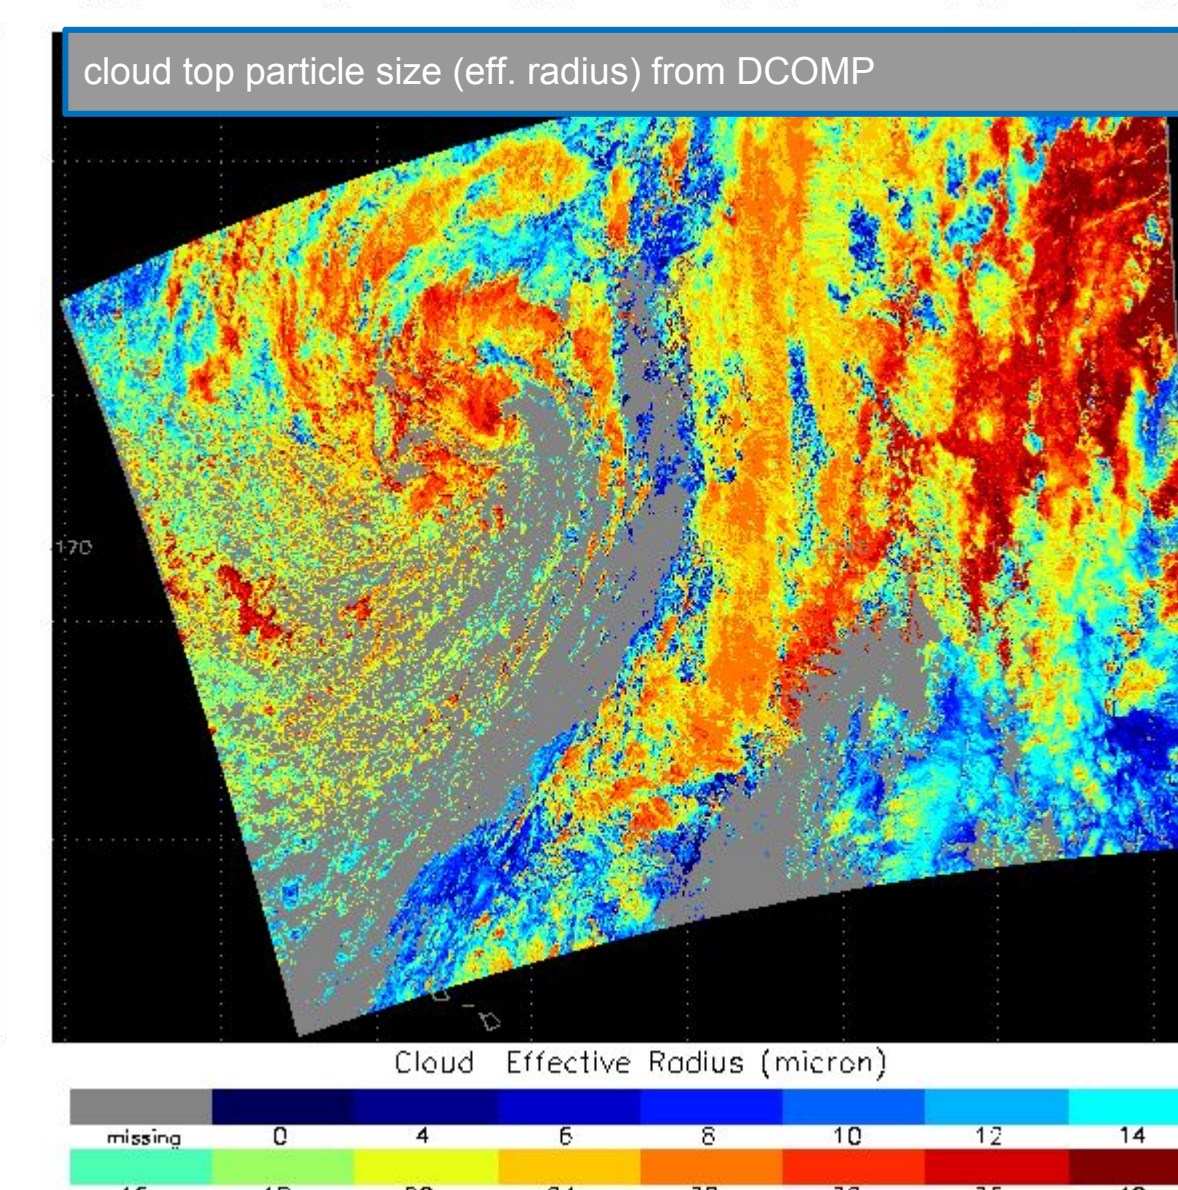 cloud top particle size (eff. radius) from DCOMP
170
Cloud Effective Radius (micron)
missing 0 4 6 8 10 12 14